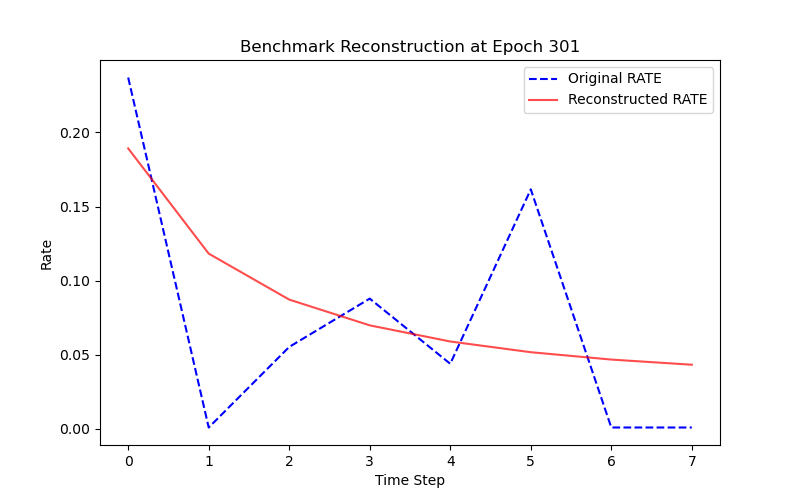 Benchmark Reconstruction at Epoch 301
Original RATE
Reconstructed RATE
Rate
0.20
0.15
0.10
0.05
0.00
0 1 2 3 4 5 6 7
Time Step